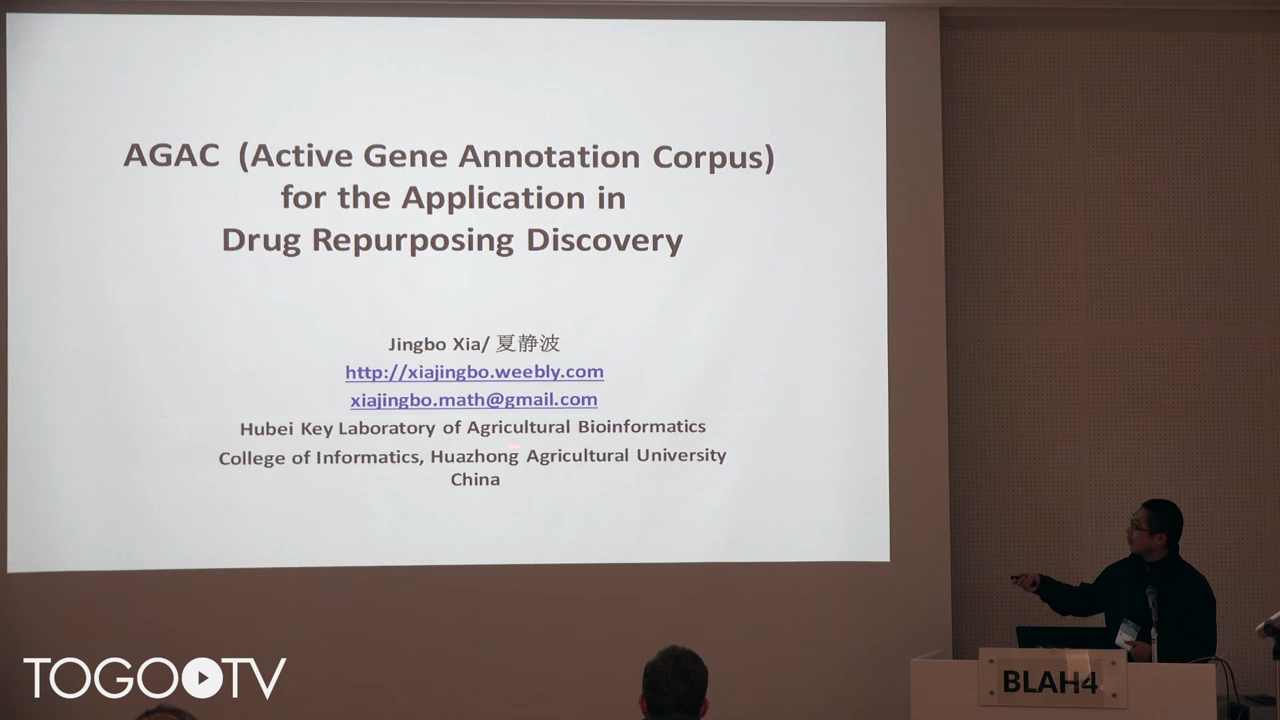 AGAC (Active Gene Annotation Corpus)
for the Application in
Drug Repurposing Discovery
Jingbo Xia/ 夏静波
http://xiajingbo.weebly.com
xiajingbo.math@gmail.com
Hubei Key Laboratory of Agricultural Bioinformatics
College of Informatics, Huazhong Agricultural University
China
TOGOTV
BLAH4